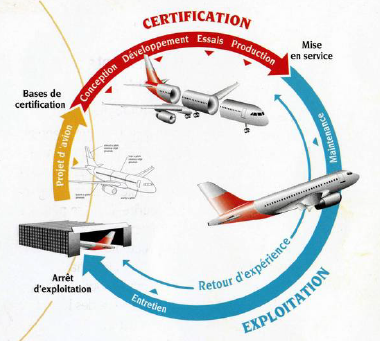 CERTIFICATION
Conception Développement Essais Production
Mise
en service
Bases de
certification
Projet d'avion
Maintenance
Arrêt
d'exploitation
Retour d'expérience
Entretien
EXPLOITATION